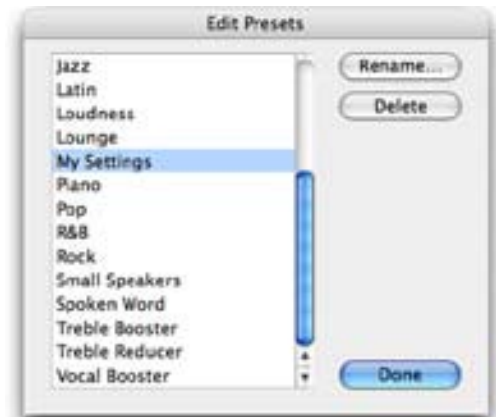 Edit Presets
Jazz
Latin
Loudness
Lounge
My Settings
Piano
Pop
R&B
Rock
Small Speakers
Spoken Word
Treble Booster
Treble Reducer
Vocal Booster
Rename...
Delete
Done